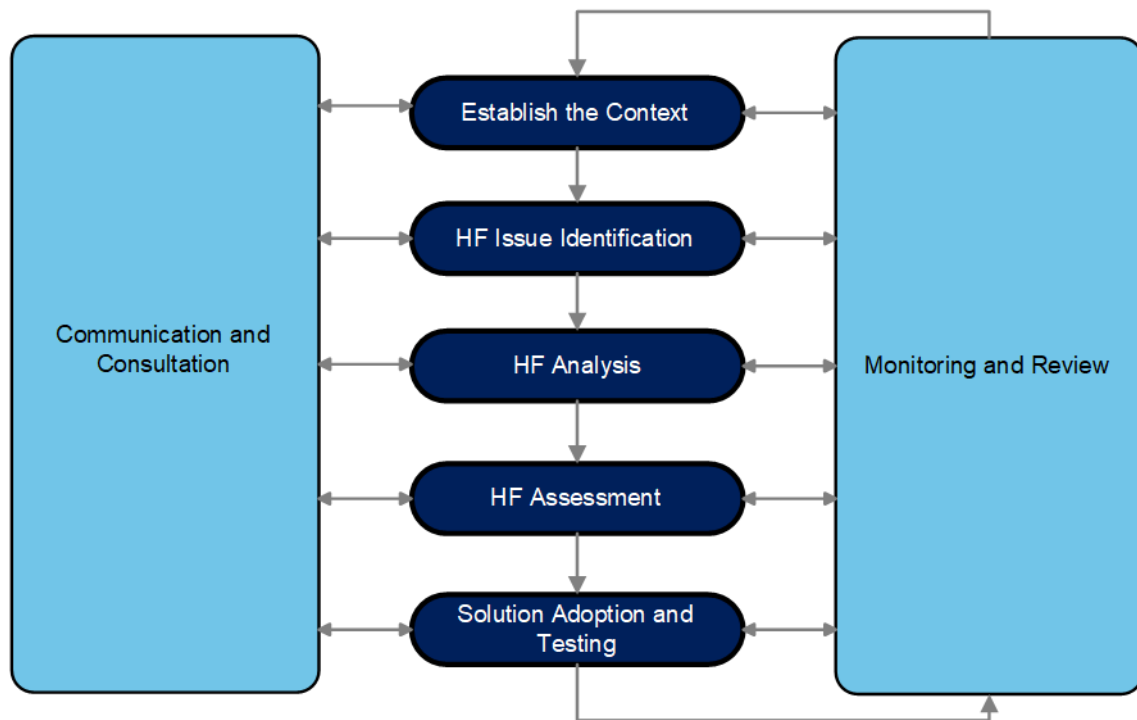 Establish the Context
HF Issue Identification
Communication and
Consultation
HF Analysis
Monitoring and Review
HF Assessment
Solution Adoption and
Testing